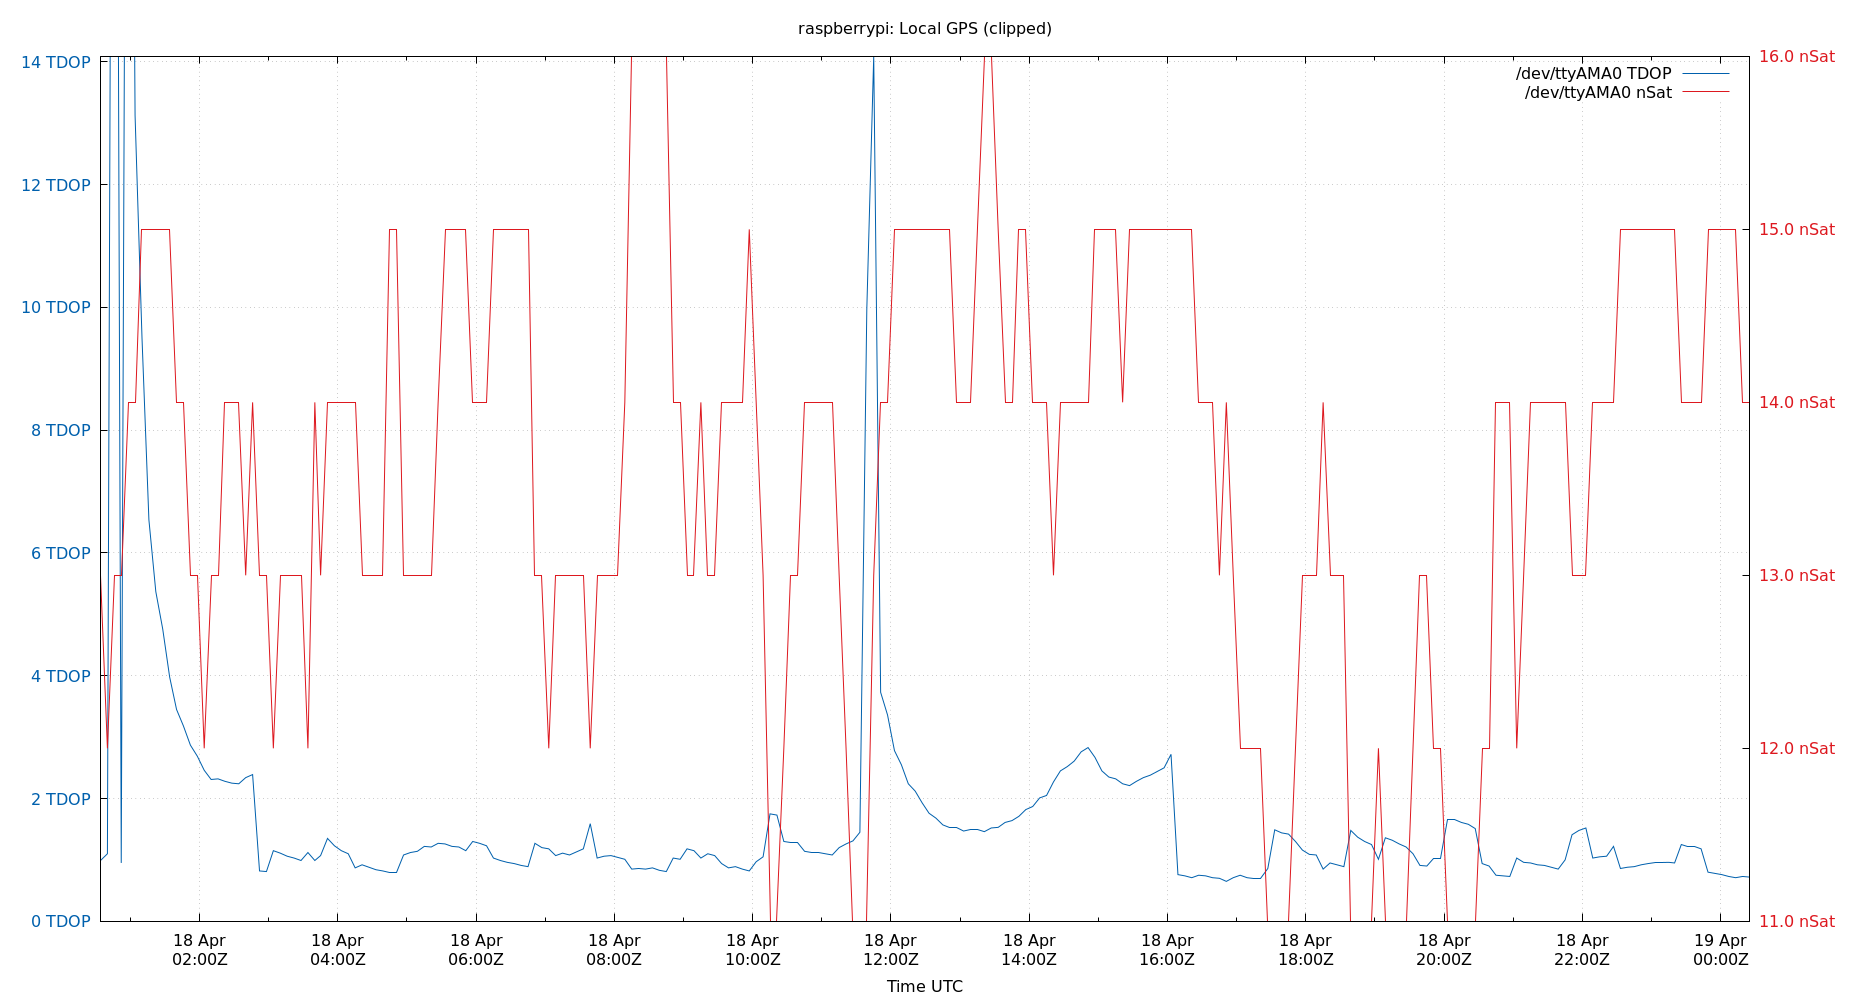 raspberrypi: Local GPS (clipped)
14 TDOP
12 TDOP
10 TDOP
8 TDOP
6 TDOP
4 TDOP
2 TDOP
0 TDOP
16.0 nSat
15.0 nSat
14.0 nSat
13.0 nSat
12.0 nSat
11.0 nSat
/dev/ttyAMA0 TDOP
/dev/ttyAMA0 nSat
18 Apr 18 Apr 18 Apr 18 Apr 18 Apr 18 Apr 18 Apr 18 Apr 18 Apr 18 Apr 18 Apr 19 Apr
02:00Z 04:00Z 06:00Z 08:00Z 10:00Z 12:00Z 14:00Z 16:00Z 18:00Z 20:00Z 22:00Z 00:00Z
Time UTC